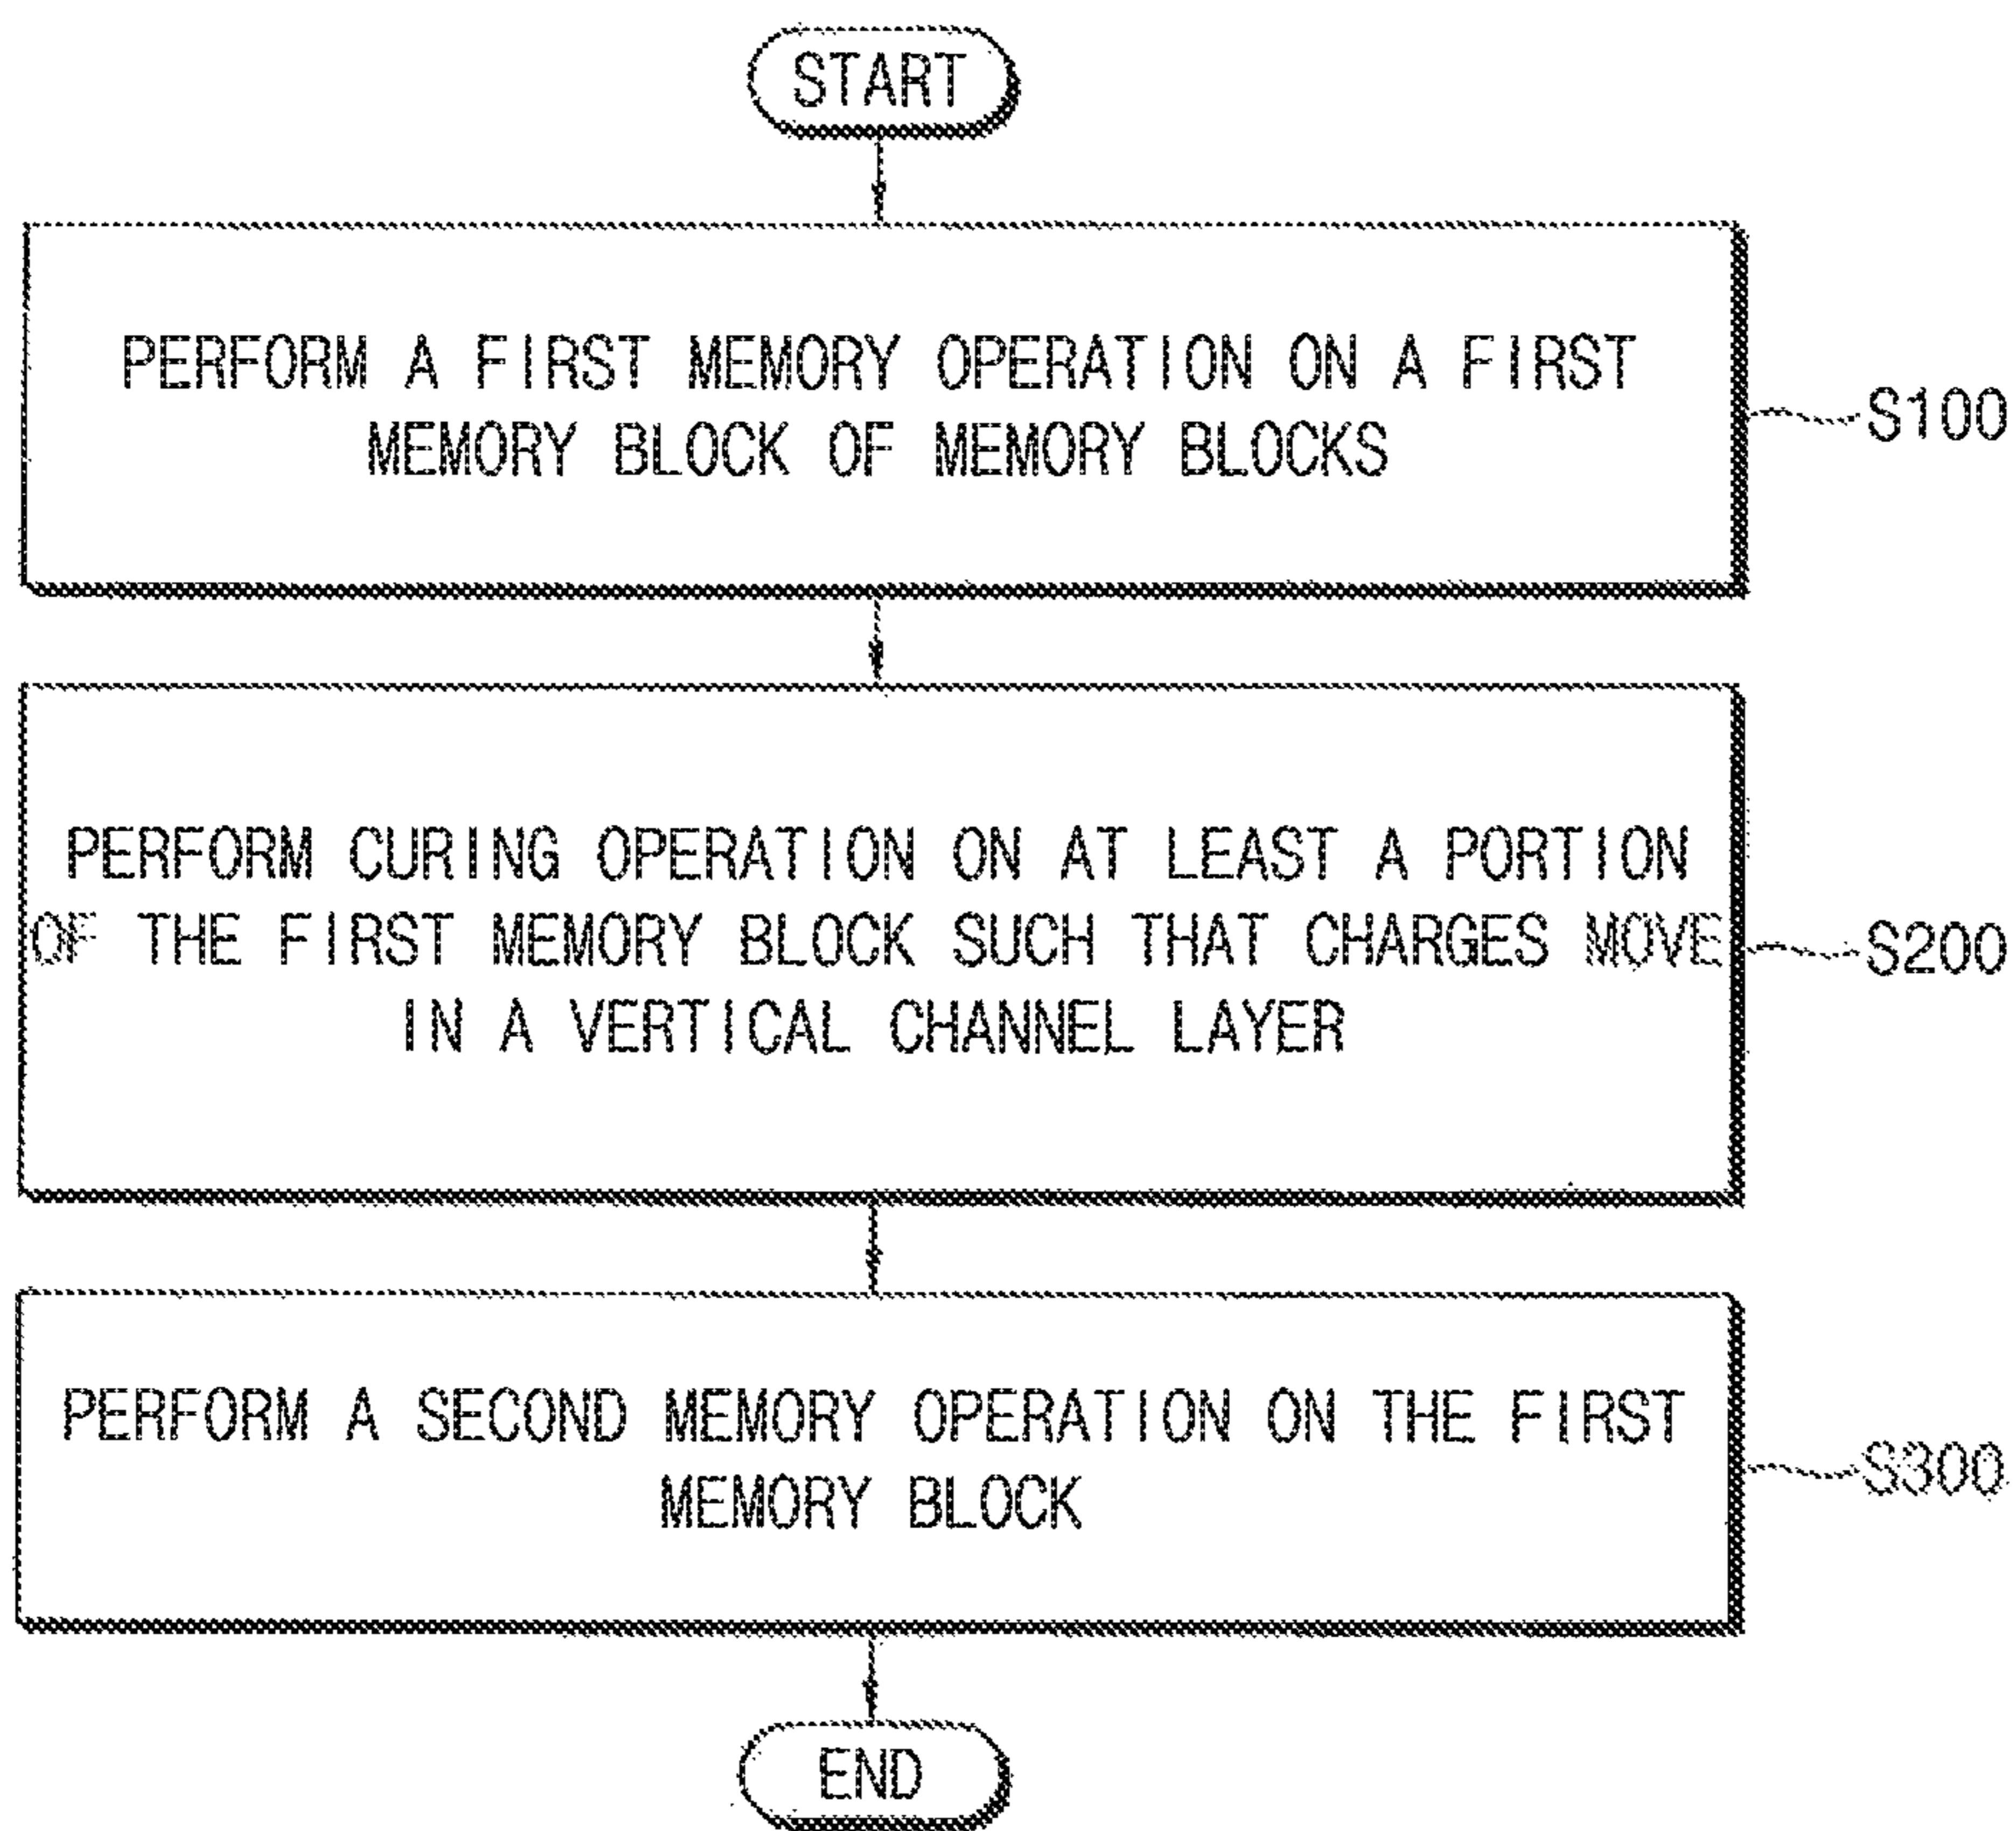 START
PERFORM A FIRST MEMORY OPERATION ON A FIRST
MEMORY BLOCK OF MEMORY BLOCKS
S100
PERFORM CURING OPERATION ON AT LEAST A PORTION
OF THE FIRST MEMORY BLOCK SUCH THAT CHARGES MOVE
IN A VERTICAL CHANNEL LAYER
S200
PERFORM A SECOND MEMORY OPERATION ON THE FIRST
MEMORY BLOCK
S300
END